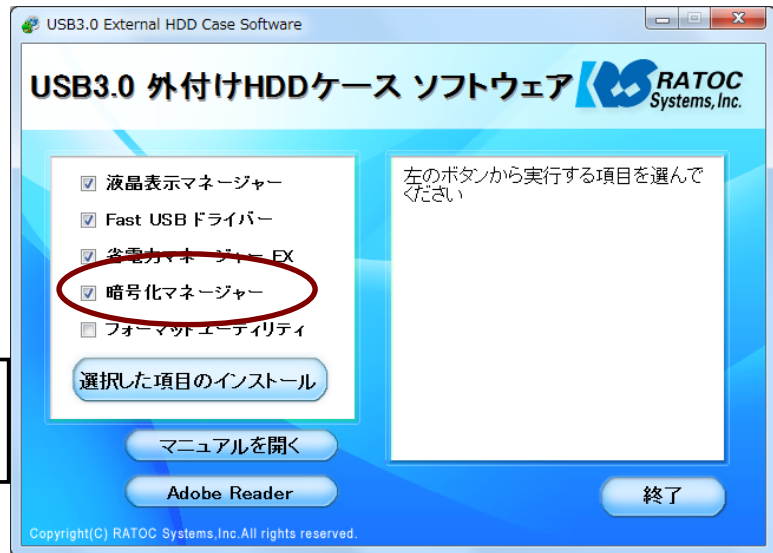 USB3.0 External HDD Case Software
USB3.0 外付けHDDケース ソフトウェア
RATOC
Systems, Inc.
液晶表示マネージャー
Fast USB ドライバー
省電力マネージャー EX
暗号化マネージャー
フォーマットユーティリティ
選択した項目のインストール
マニュアルを開く
Adobe Reader
左のボタンから実行する項目を選んで
ください
終了
Copyright(C) RATOC Systems,Inc.All rights reserved.